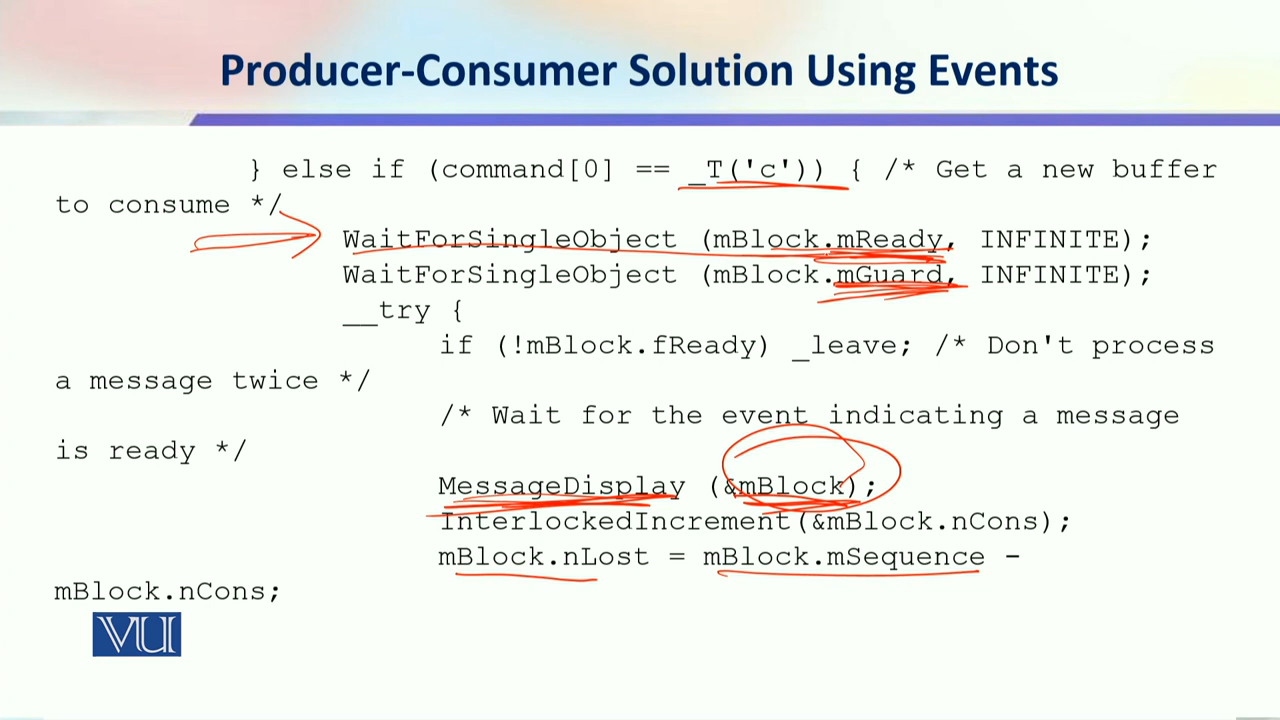 Producer-Consumer Solution Using Events
} else if (command[0] == _T('c')) { /* Get a new buffer
to consume */
WaitForSingleObject (mBlock.mReady, INFINITE);
WaitForSingleObject (mBlock.mGuard, INFINITE);
__try {
if (!mBlock.fReady) _leave; /* Don't process
a message twice */
/* Wait for the event indicating a message
is ready */
MessageDisplay (&mBlock);
InterlockedIncrement(&mBlock.nCons);
mBlock.nLost = mBlock.mSequence -
mBlock.nCons;
VU